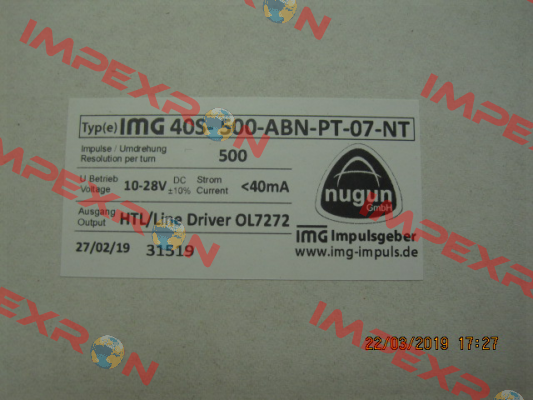 IMPEXRON
Typ(e) IMG 40S 500-ABN-PT-07-NT
Impulse / Umdrehung
Resolution per turn
500
U Betrieb
Voltage
10-28V DC ±10%
Strom
Current
<40mA
Ausgang
Output
HTL/Line Driver OL7272
27/02/19 31519
nugun
GmbH
IMG Impulsgeber
www.img-impuls.de
IMPEXRON
22/03/2019 17:27